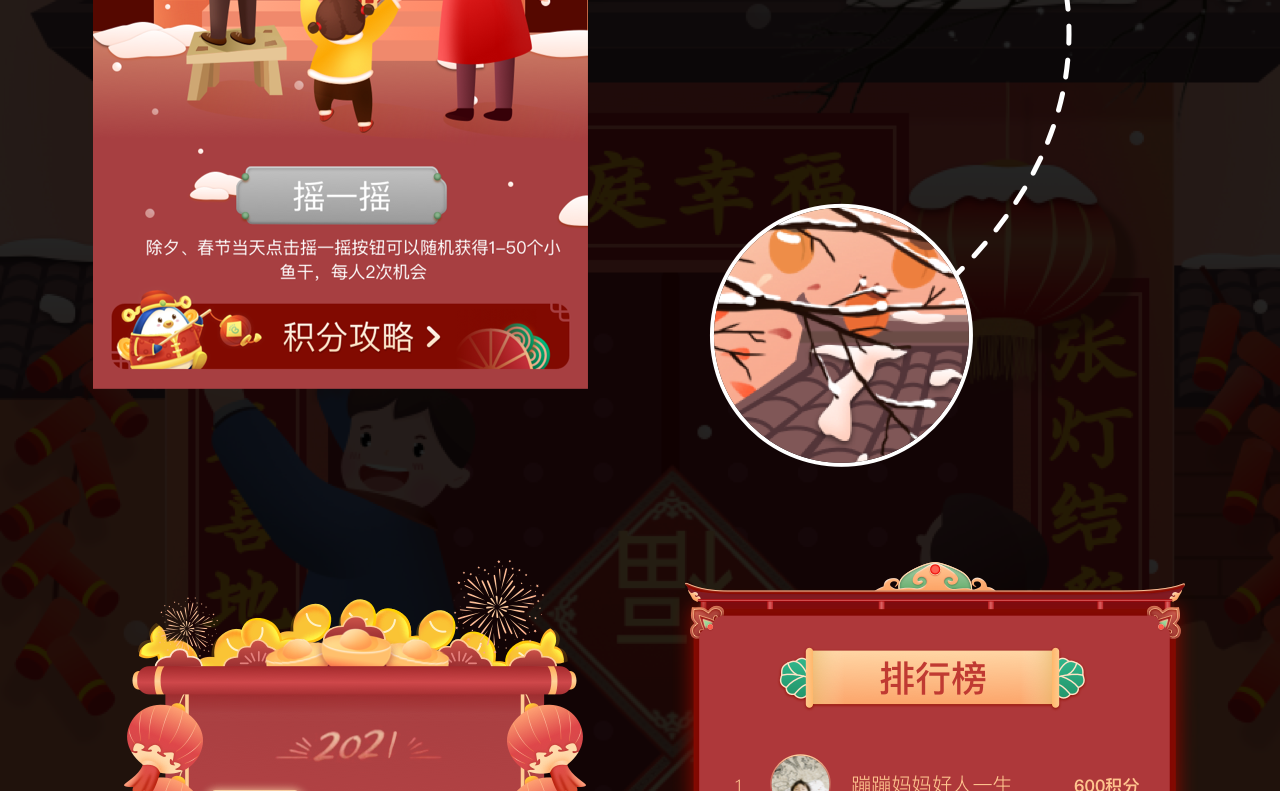 庭幸福
摇一摇
除夕、春节当天点击摇一摇按钮可以随机获得1-50个小
鱼干，每人2次机会
积分攻略
张灯结
喜地
福
排行榜
2021
1 蹦蹦妈妈好人一生 600积分